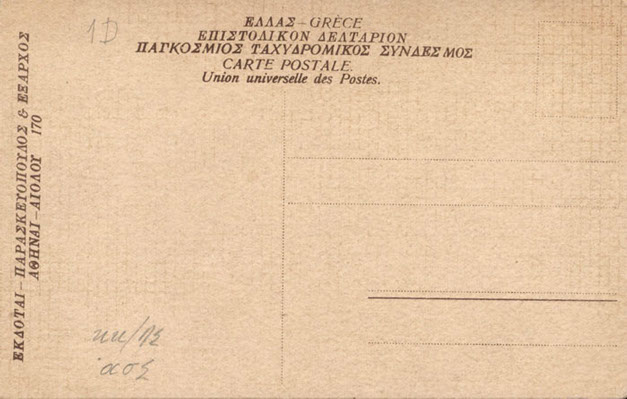 1D
ΕΛΛΑΣ – GRÈCE
ΕΠΙΣΤΟΛΙΚΟΝ ΔΕΛΤΑΡΙΟΝ
ΠΑΓΚΟΣΜΙΟΣ ΤΑΧΥΔΡΟΜΙΚΟΣ ΣΥΝΔΕΣΜΟΣ
CARTE POSTALE.
Union universelle des Postes.
ΕΚΔΟΤΑΙ – ΠΑΡΑΣΚΕΥΟΠΟΥΛΟΣ & ΕΞΑΡΧΟΣ
ΑΘΗΝΑΙ – ΑΙΟΛΟΥ 170